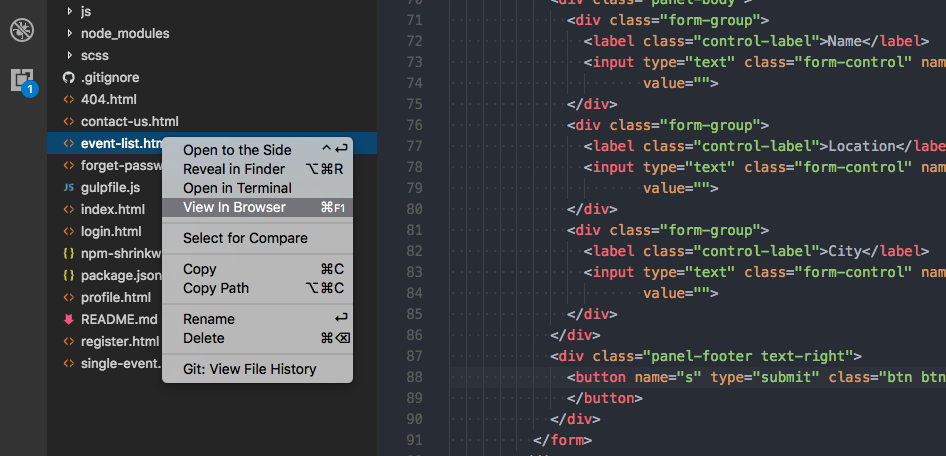 js
node_modules
scss
.gitignore
404.html
contact-us.html
event-list.htm
forget-passw
JS gulpfile.js
index.html
login.html
{} npm-shrinkw
{} package.json
profile.html
README.md
register.html
single-event.
1
Open to the Side ^↩
Reveal in Finder ⌥⌘R
Open in Terminal
View In Browser ⌘F1
Select for Compare
Copy ⌘C
Copy Path ⌥⌘C
Rename ↩
Delete ⌘⌫
Git: View File History
70 <div class="panel-body">
71 <div class="form-group">
72 <label class="control-label">Name</label>
73 <input type="text" class="form-control" nam
74 value="">
75 </div>
76 <div class="form-group">
77 <label class="control-label">Location</labe
78 <input type="text" class="form-control" nam
79 value="">
80 </div>
81 <div class="form-group">
82 <label class="control-label">City</label>
83 <input type="text" class="form-control" nam
84 value="">
85 </div>
86 </div>
87 <div class="panel-footer text-right">
88 <button name="s" type="submit" class="btn btn
89 </button>
90 </div>
91 </form>